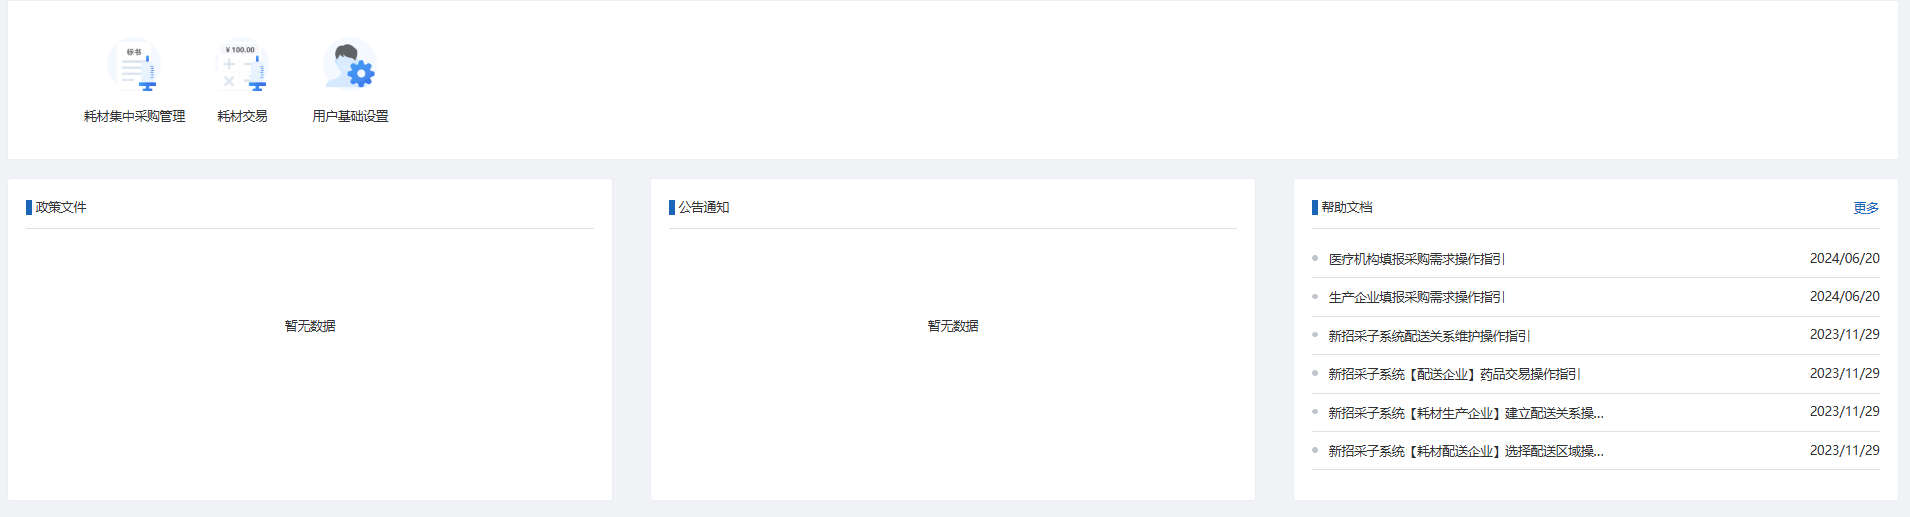 标书
¥ 100.00
耗材集中采购管理
耗材交易
用户基础设置
政策文件
暂无数据
公告通知
暂无数据
帮助文档
更多
医疗机构填报采购需求操作指引 2024/06/20
生产企业填报采购需求操作指引 2024/06/20
新招采子系统配送关系维护操作指引 2023/11/29
新招采子系统【配送企业】药品交易操作指引 2023/11/29
新招采子系统【耗材生产企业】建立配送关系操... 2023/11/29
新招采子系统【耗材配送企业】选择配送区域操... 2023/11/29